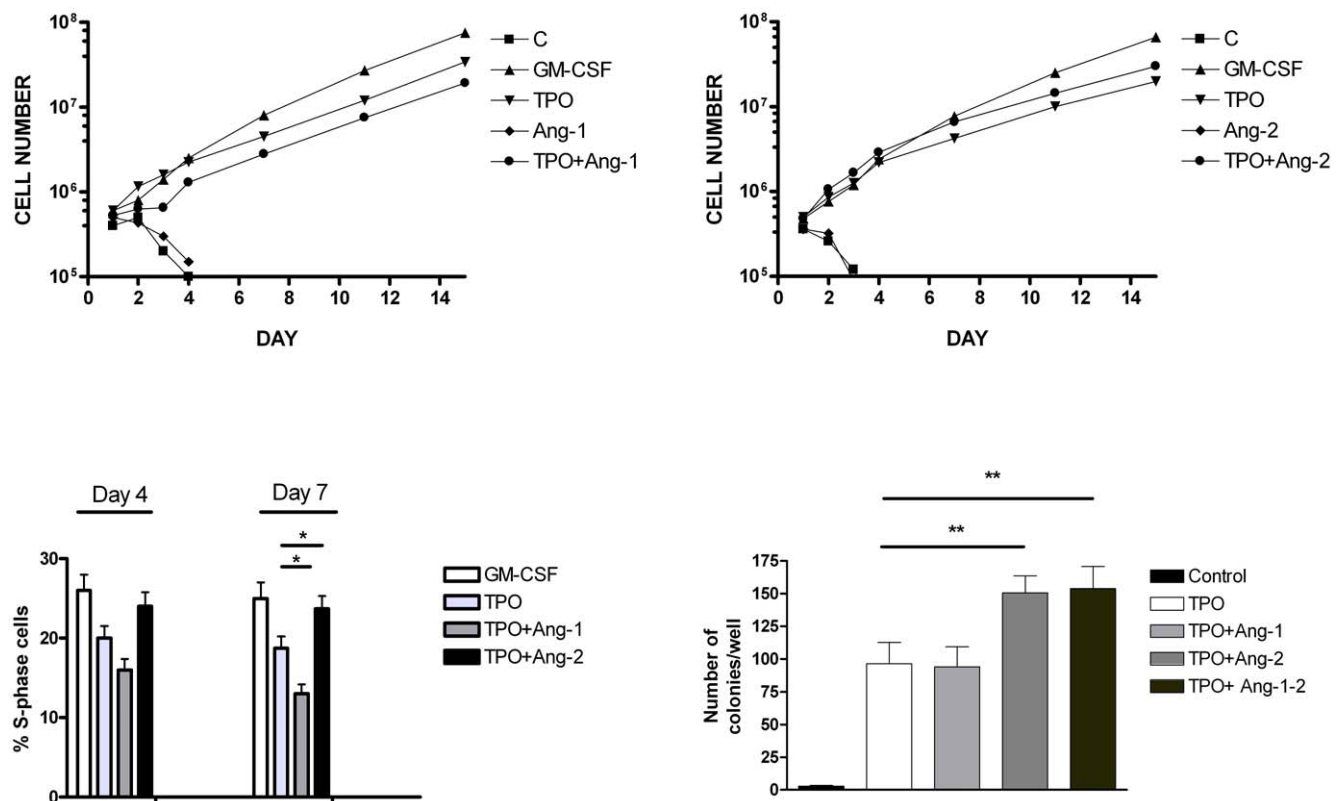 10⁸
10⁷
10⁶
10⁵
CELL NUMBER
0 2 4 6 8 10 12 14
DAY
C
GM-CSF
TPO
Ang-1
TPO+Ang-1
10⁸
10⁷
10⁶
10⁵
CELL NUMBER
0 2 4 6 8 10 12 14
DAY
C
GM-CSF
TPO
Ang-2
TPO+Ang-2
Day 4 Day 7
*
*
30
20
10
0
% S-phase cells
GM-CSF
TPO
TPO+Ang-1
TPO+Ang-2
**
**
175
150
125
100
75
50
25
0
Number of
colonies/well
Control
TPO
TPO+Ang-1
TPO+Ang-2
TPO+ Ang-1-2